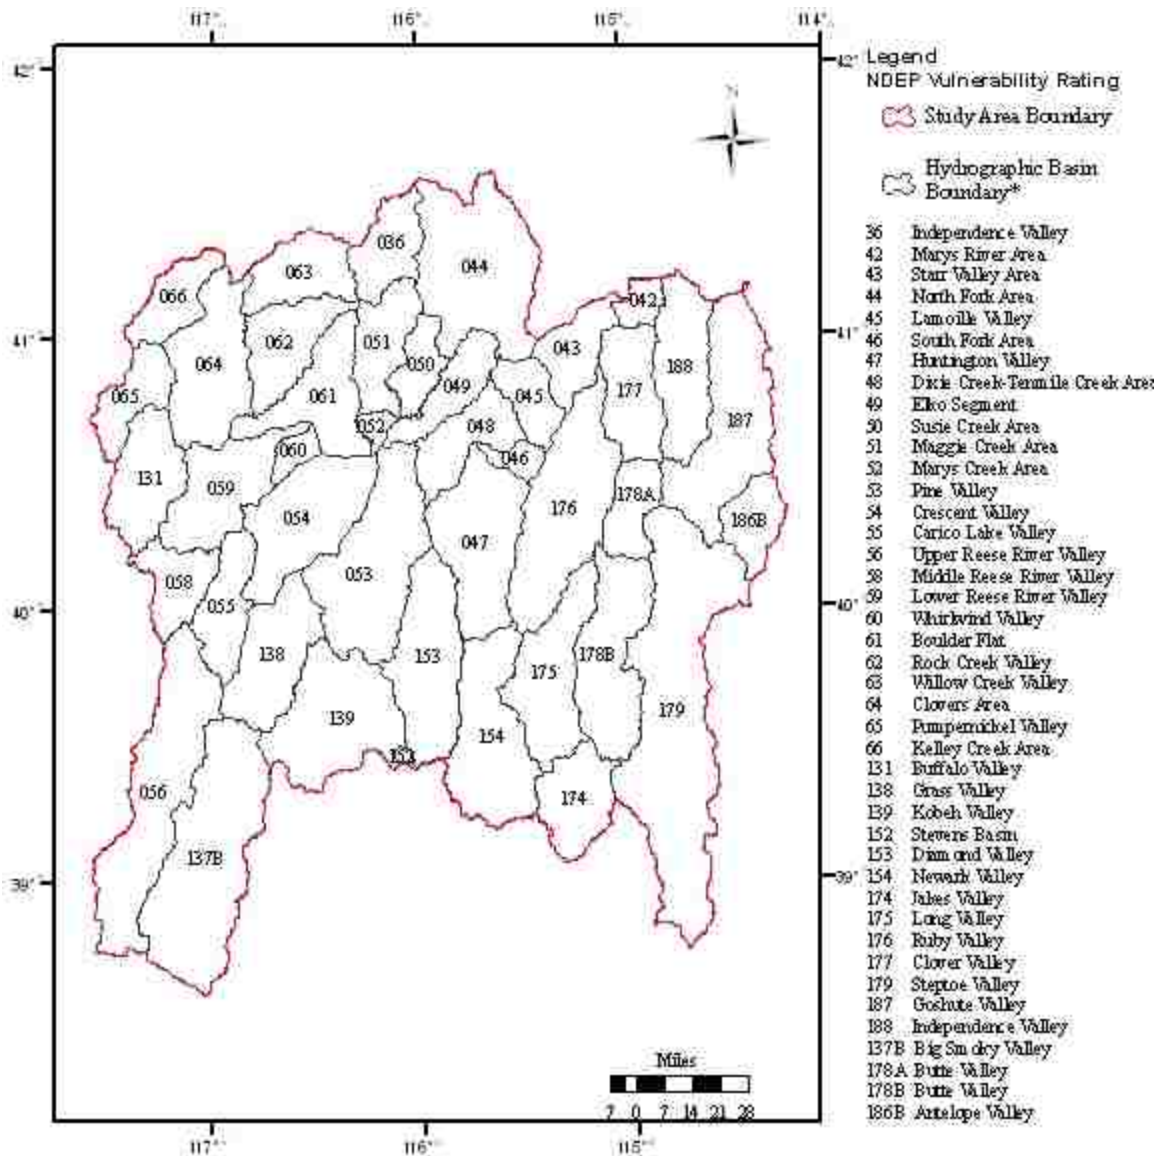 117° 116° 115° 114°
42°
42°
Legend
NDEP Vulnerability Rating
N
Study Area Boundary
Hydrographic Basin
Boundary*
36 Independence Valley
42 Marys River Area
43 Starr Valley Area
44 North Fork Area
45 Lamoille Valley
46 South Fork Area
47 Huntington Valley
48 Dixie Creek-Tenmile Creek Area
49 Elko Segment
50 Susie Creek Area
51 Maggie Creek Area
52 Marys Creek Area
53 Pine Valley
54 Crescent Valley
55 Carico Lake Valley
56 Upper Reese River Valley
58 Middle Reese River Valley
59 Lower Reese River Valley
60 Whirlwind Valley
61 Boulder Flat
62 Rock Creek Valley
63 Willow Creek Valley
64 Clovers Area
65 Pumpernickel Valley
66 Kelley Creek Area
131 Buffalo Valley
138 Grass Valley
139 Kobeh Valley
152 Stevens Basin
153 Diamond Valley
154 Newark Valley
174 Jakes Valley
175 Long Valley
176 Ruby Valley
177 Clover Valley
179 Steptoe Valley
187 Goshute Valley
188 Independence Valley
137B Big Smoky Valley
178A Butte Valley
178B Butte Valley
186B Antelope Valley
036
063
044
066
042
41°
41°
051
062
043
050
064
188
049
177
061
065
045
187
052
048
060
046
131
059
178A
176
054
186B
047
053
058
055
40°
40°
138
153
178B
175
179
139
154
152
056
174
137B
39°
39°
Miles
7 0 7 14 21 28
117° 116° 115°